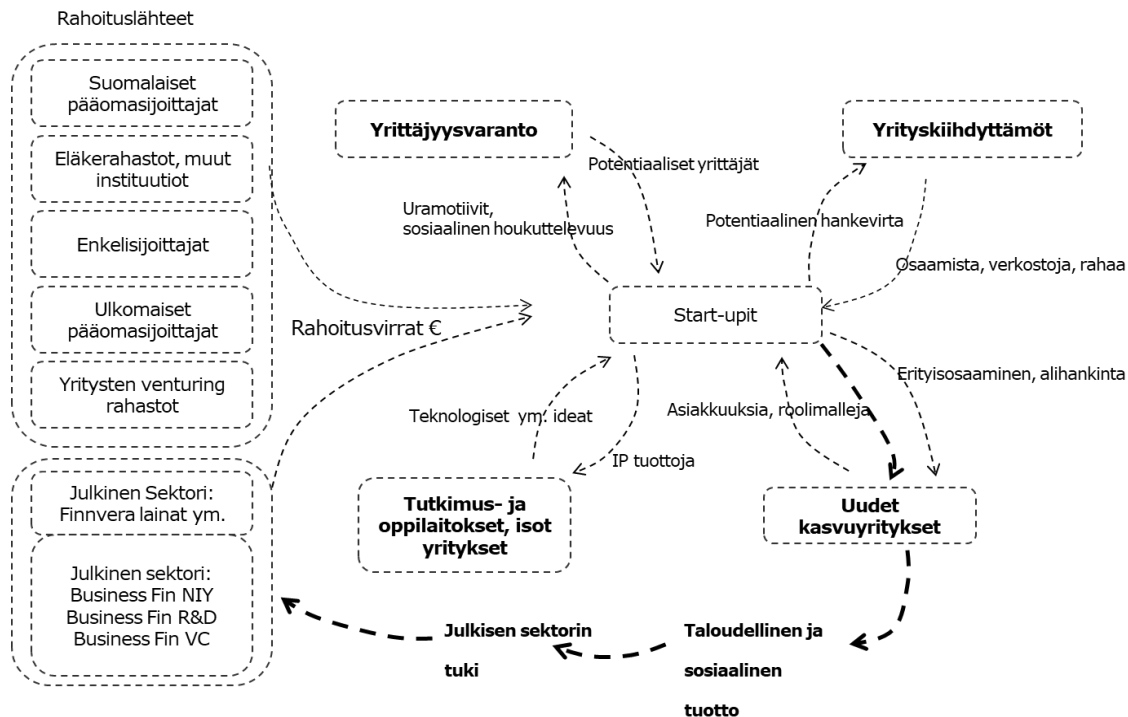 Rahoituslähteet
Suomalaiset
pääomasijoittajat
Eläkerahastot, muut
instituutiot
Enkelisijoittajat
Ulkomaiset
pääomasijoittajat
Yritysten venturing
rahastot
Julkinen Sektori:
Finnvera lainat ym.
Julkinen sektori:
Business Fin NIY
Business Fin R&D
Business Fin VC
Rahoitusvirrat €
Yrittäjyysvaranto
Potentiaaliset yrittäjät
Uramotiivit,
sosiaalinen houkuttelevuus
Yrityskiihdyttämöt
Potentiaalinen hankevirta
Osaamista, verkostoja, rahaa
Start-upit
Erityisosaaminen, alihankinta
Asiakkuuksia, roolimalleja
Teknologiset ym. ideat
IP tuottoja
Tutkimus- ja
oppilaitokset, isot
yritykset
Uudet
kasvuyritykset
Julkisen sektorin
tuki
Taloudellinen ja
sosiaalinen
tuotto